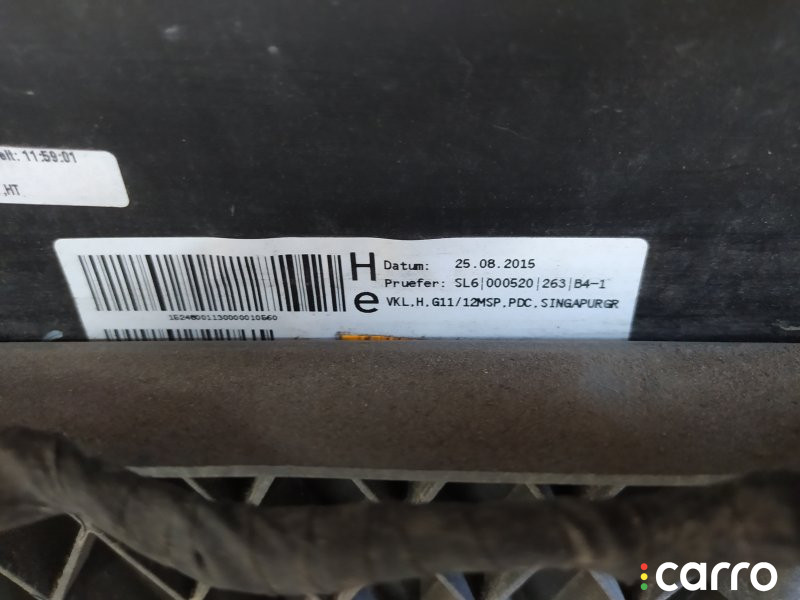 11:59:01
,HT
H Datum: 25.08.2015
Pruefer: SL6|000520|263|B4-1
e VKL,H,G11/12MSP,PDC,SINGAPURGR
carro